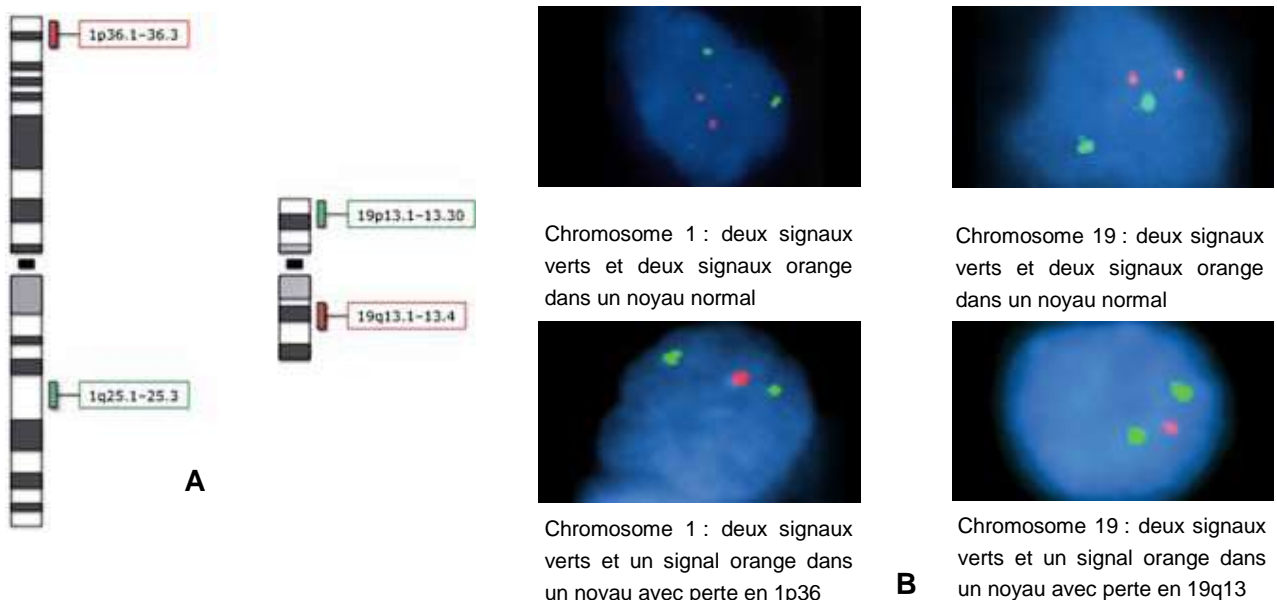 1p36.1-36.3
19p13.1-13.30
19q13.1-13.4
1q25.1-25.3
A
Chromosome 1 : deux signaux
verts et deux signaux orange
dans un noyau normal
Chromosome 19 : deux signaux
verts et deux signaux orange
dans un noyau normal
Chromosome 1 : deux signaux
verts et un signal orange dans
un noyau avec perte en 1p36
B
Chromosome 19 : deux signaux
verts et un signal orange dans
un noyau avec perte en 19q13